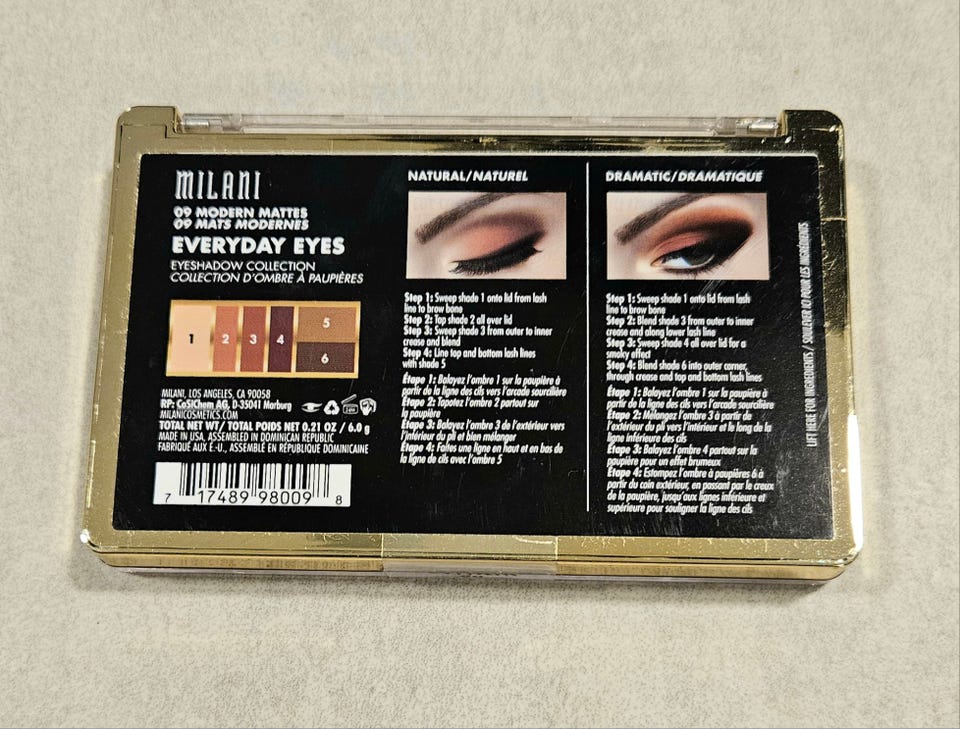 MILANI
09 MODERN MATTES
09 MATS MODERNES
EVERYDAY EYES
EYESHADOW COLLECTION
COLLECTION D'OMBRE À PAUPIÈRES
1
2
3
4
5
6
MILANI, LOS ANGELES, CA 90058
RP: CoSiChem AG, D-35041 Marburg
MILANICOSMETICS.COM
TOTAL NET WT/ TOTAL POIDS NET 0.21 OZ / 6.0 g
MADE IN USA, ASSEMBLED IN DOMINICAN REPUBLIC
FABRIQUÉ AUX É.-U., ASSEMBLÉ EN RÉPUBLIQUE DOMINICAINE
7 17489 98009 8
NATURAL/NATUREL
Step 1: Sweep shade 1 onto lid from lash
line to brow bone
Step 2: Tap shade 2 all over lid
Step 3: Sweep shade 3 from outer to inner
crease and blend
Step 4: Line top and bottom lash lines
with shade 5
Étape 1: Balayez l'ombre 1 sur la paupière à
partir de la ligne des cils vers l'arcade sourcilière
Étape 2: Tapotez l'ombre 2 partout sur
la paupière
Étape 3: Balayez l'ombre 3 de l'extérieur vers
l'intérieur du pli et bien mélanger
Étape 4: Faites une ligne en haut et en bas de
la ligne de cils avec l'ombre 5
DRAMATIC/DRAMATIQUE
Step 1: Sweep shade 1 onto lid from lash
line to brow bone
Step 2: Blend shade 3 from outer to inner
crease and along lower lash line
Step 3: Sweep shade 4 all over lid for a
smoky effect
Step 4: Blend shade 6 into outer corner,
through crease and top and bottom lash lines
Étape 1: Balayez l'ombre 1 sur la paupière à
partir de la ligne des cils vers l'arcade sourcilière
Étape 2: Mélangez l'ombre 3 à partir de
l'extérieur du pli vers l'intérieur et le long de la
ligne inférieure des cils
Étape 3: Balayez l'ombre 4 partout sur la
paupière pour un effet brumeux
Étape 4: Estompez l'ombre à paupières 6 à
partir du coin extérieur, en passant par le creux
de la paupière, jusqu'aux lignes inférieure et
supérieure pour souligner la ligne des cils
LIFT HERE FOR INGREDIENTS / SOULEVER ICI POUR LES INGRÉDIENTS